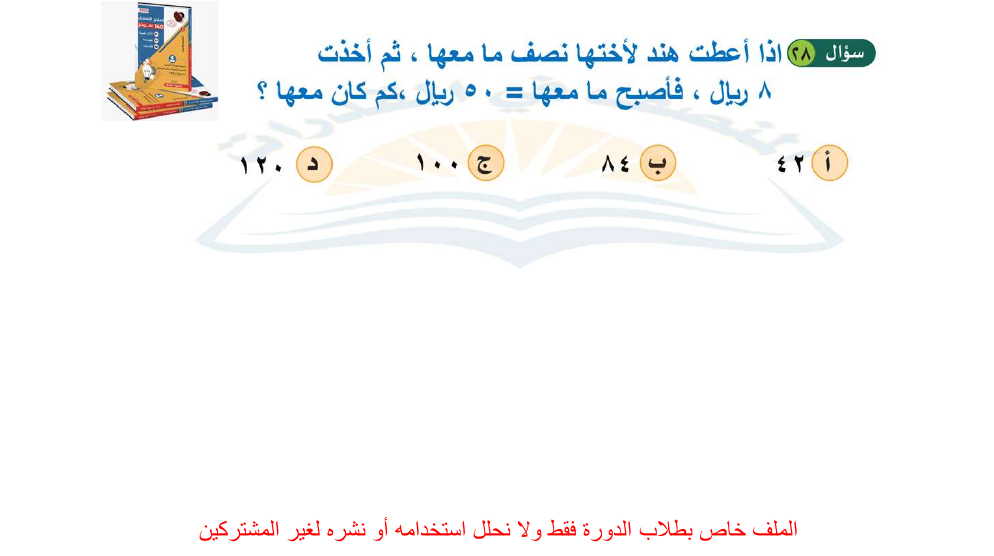 سؤال ٢٨ اذا أعطت هند لأختها نصف ما معها ، ثم أخذت
٨ ريال ، فأصبح ما معها = ٥٠ ريال ،كم كان معها ؟
أ ٤٢ ب ٨٤ ج ١٠٠ د ١٢٠
الملف خاص بطلاب الدورة فقط ولا نحلل استخدامه أو نشره لغير المشتركين